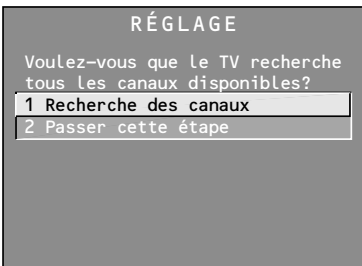 RÉGLAGE
Voulez-vous que le TV recherche
tous les canaux disponibles?
1 Recherche des canaux
2 Passer cette étape